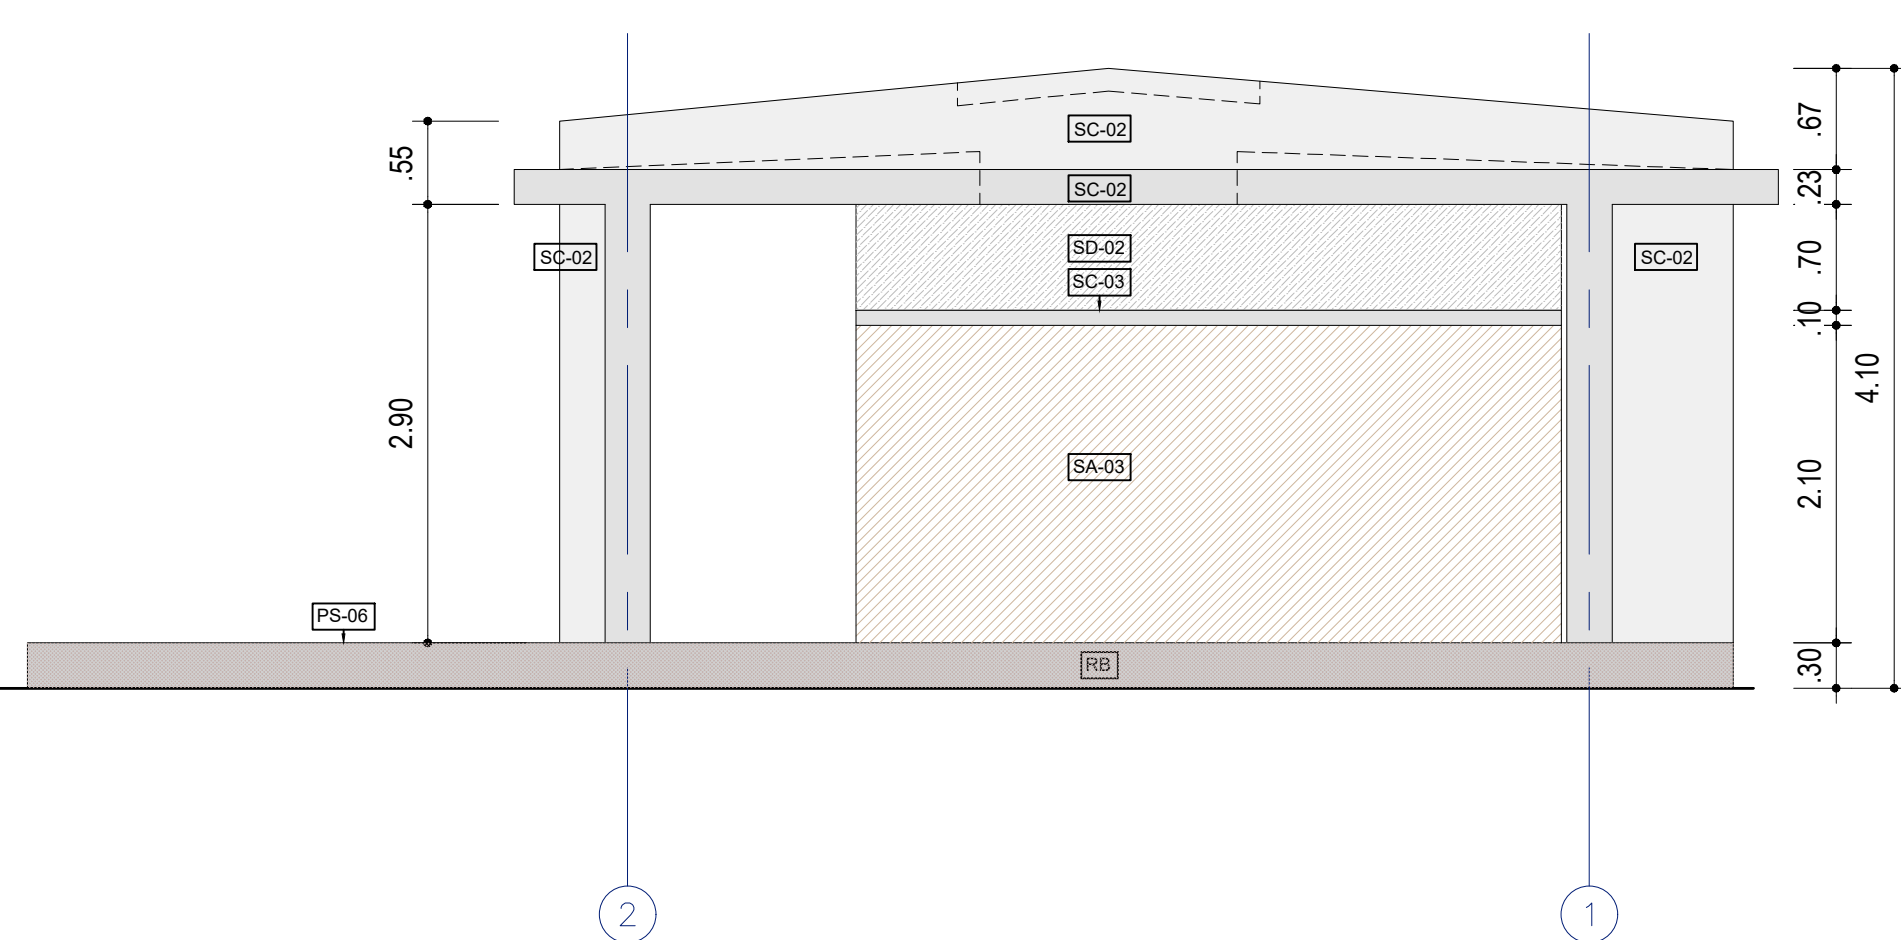 .67
.55
SC-02
.23
SC-02
SC-02
SD-02
SC-02
.70
SC-03
.10
4.10
2.90
SA-03
2.10
PS-06
RB
.30
2
1